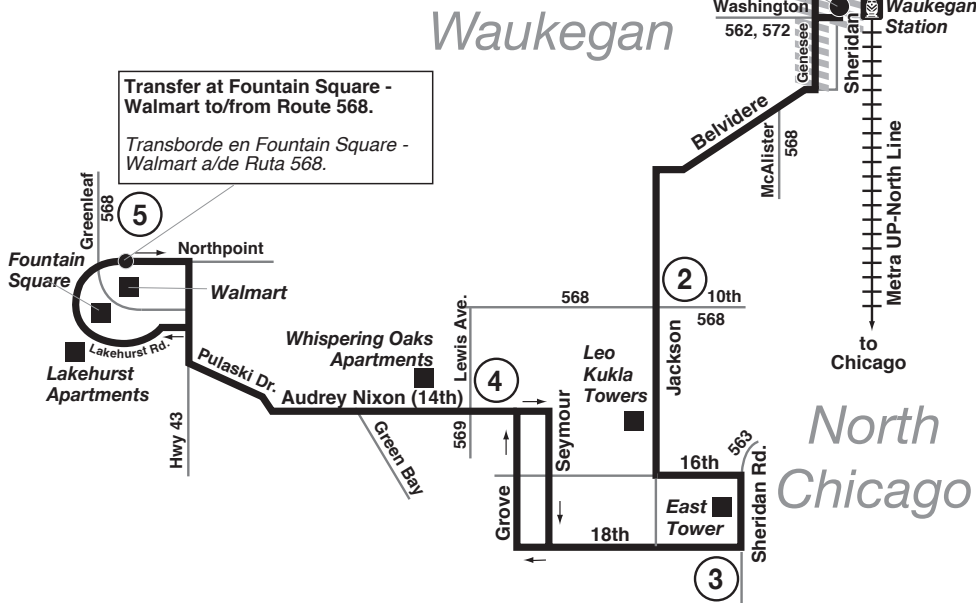 Waukegan
Washington
562, 572
Genesee
Sheridan
Waukegan
Station
Transfer at Fountain Square -
Walmart to/from Route 568.
Transborde en Fountain Square -
Walmart a/de Ruta 568.
Belvidere
McAlister
568
Metra UP-North Line
to
Chicago
Greenleaf
568
5
Northpoint
Fountain
Square
Walmart
Lakehurst Rd.
Lakehurst
Apartments
Pulaski Dr.
Hwy 43
Whispering Oaks
Apartments
Audrey Nixon (14th)
Green Bay
Lewis Ave.
569
4
568
2
10th
568
Jackson
Leo
Kukla
Towers
Seymour
Grove
16th
563
East
Tower
18th
Sheridan Rd.
3
North
Chicago